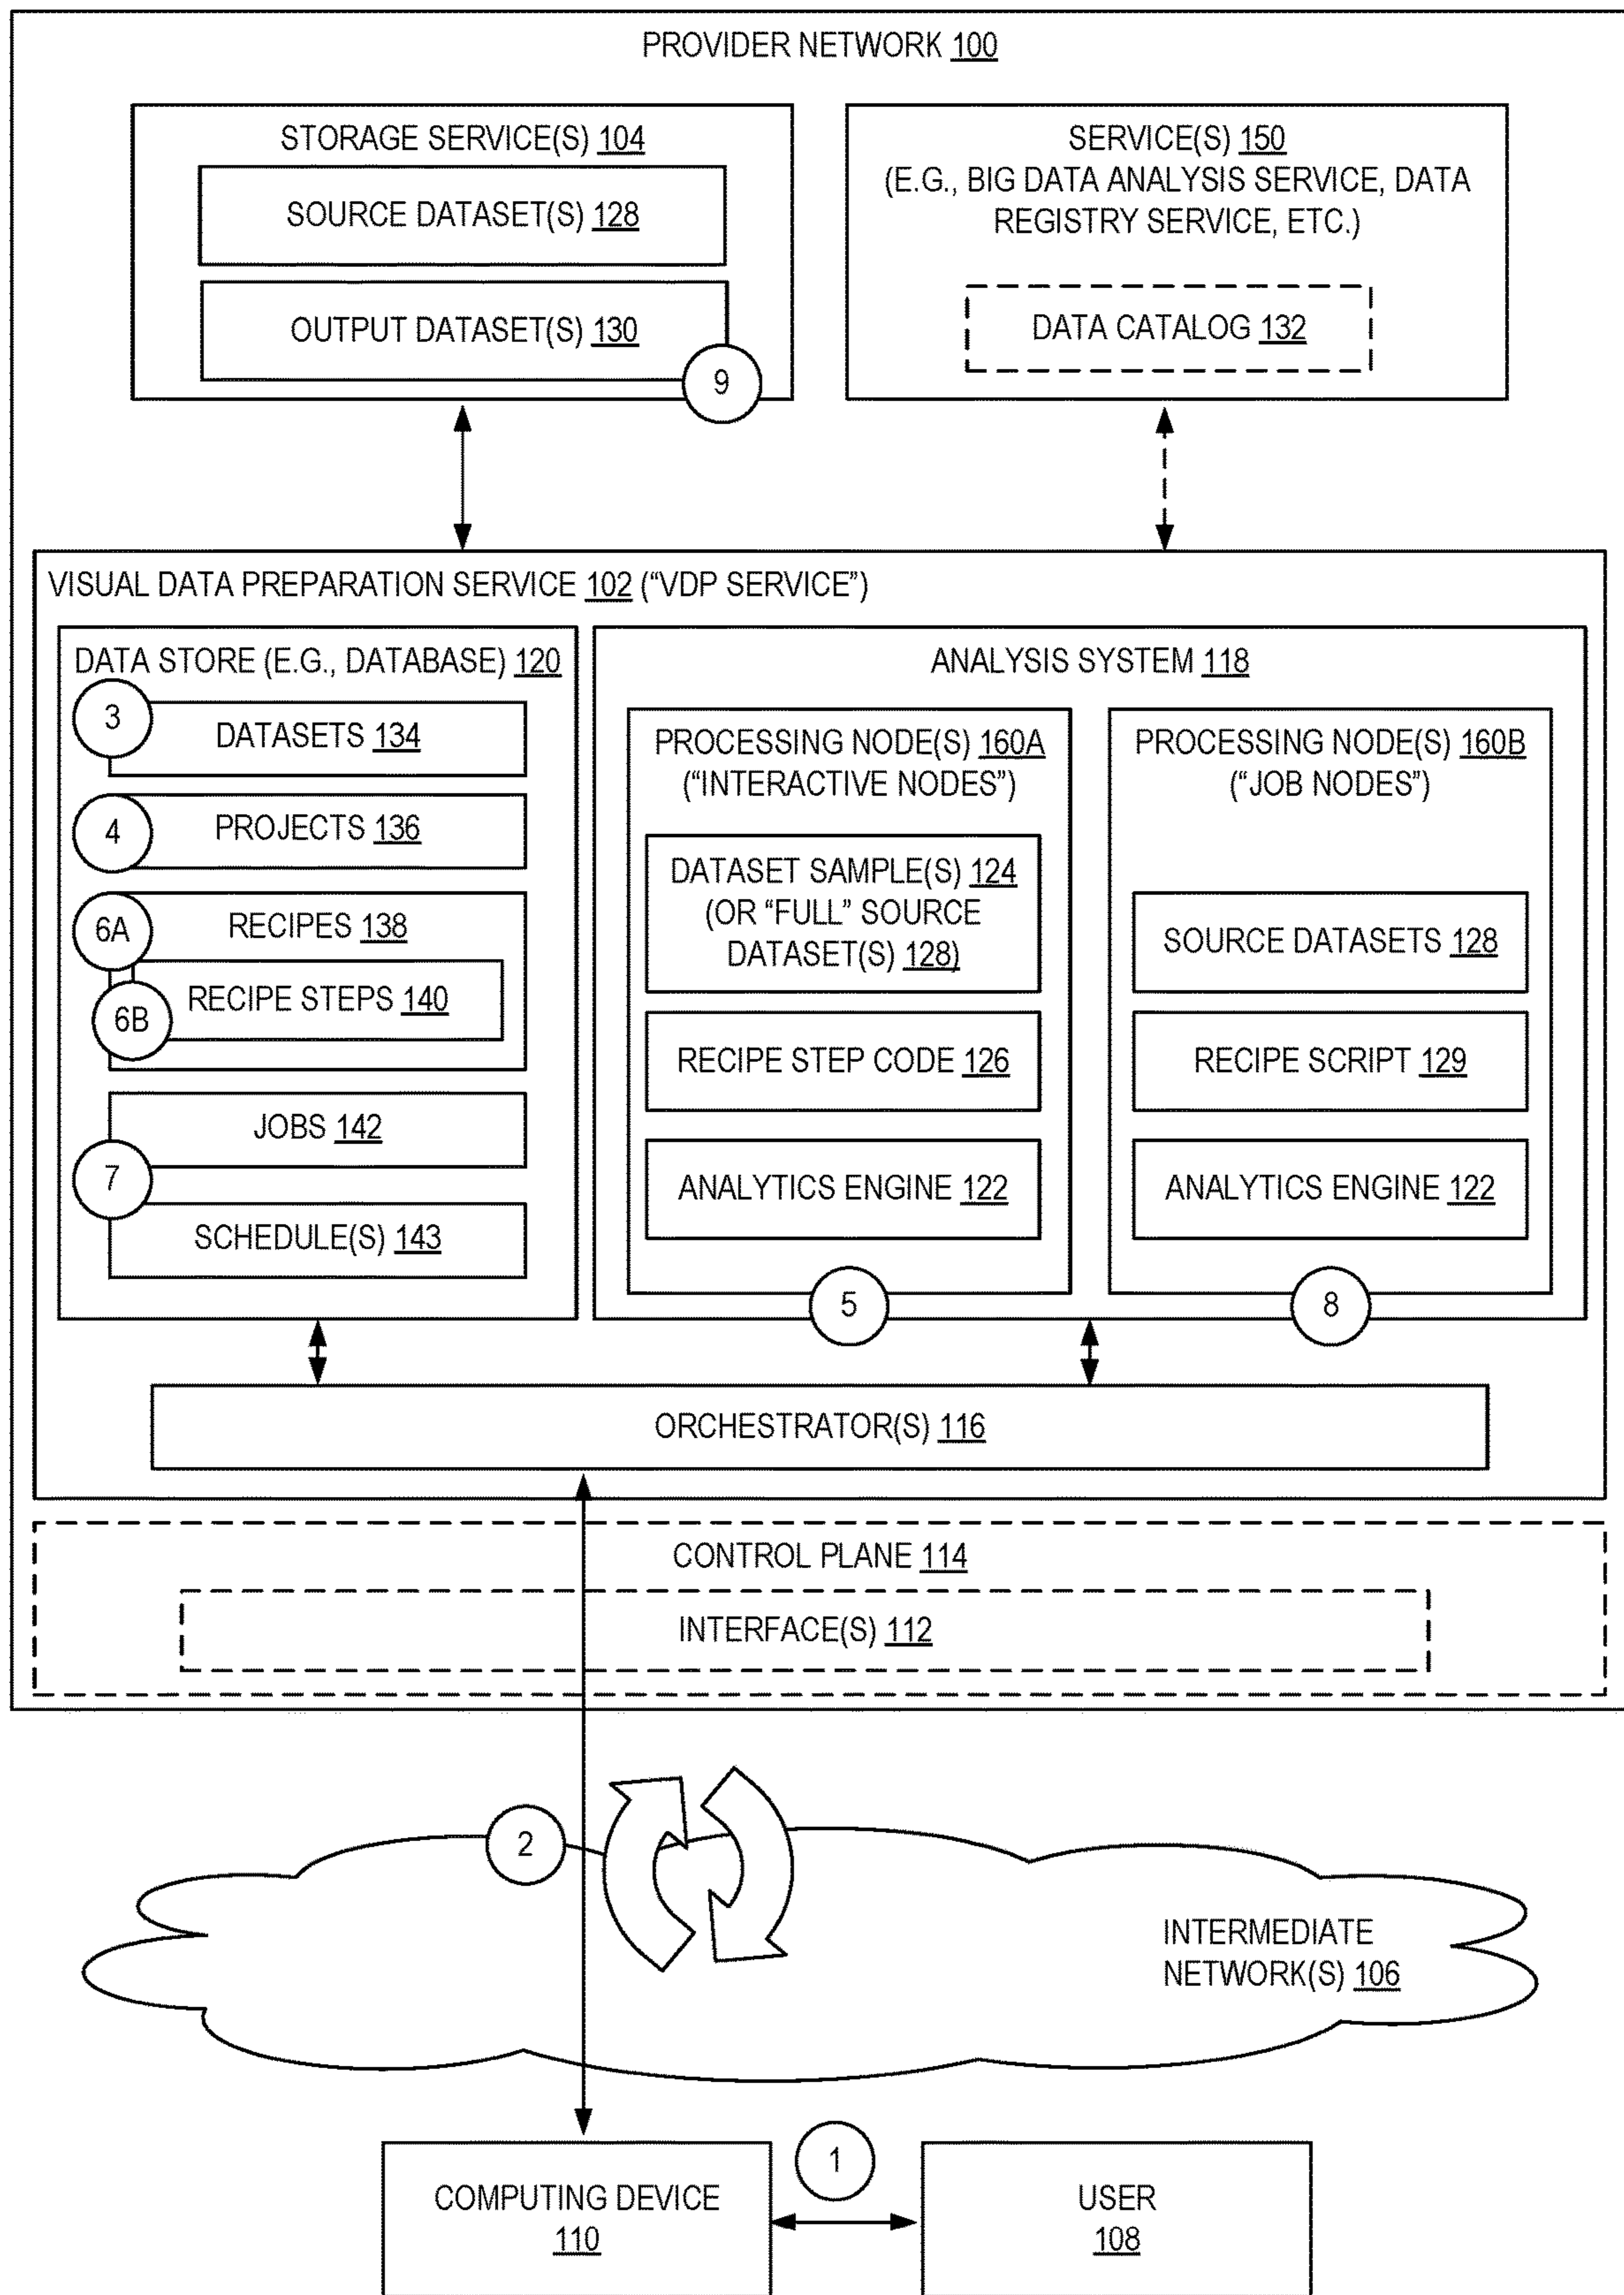 PROVIDER NETWORK 100
STORAGE SERVICE(S) 104
SOURCE DATASET(S) 128
OUTPUT DATASET(S) 130
9
SERVICE(S) 150
(E.G., BIG DATA ANALYSIS SERVICE, DATA
REGISTRY SERVICE, ETC.)
DATA CATALOG 132
VISUAL DATA PREPARATION SERVICE 102 (“VDP SERVICE”)
DATA STORE (E.G., DATABASE) 120
3
DATASETS 134
4
PROJECTS 136
6A
RECIPES 138
6B
RECIPE STEPS 140
JOBS 142
7
SCHEDULE(S) 143
ANALYSIS SYSTEM 118
PROCESSING NODE(S) 160A
(“INTERACTIVE NODES”)
DATASET SAMPLE(S) 124
(OR “FULL” SOURCE
DATASET(S) 128)
RECIPE STEP CODE 126
ANALYTICS ENGINE 122
5
PROCESSING NODE(S) 160B
(“JOB NODES”)
SOURCE DATASETS 128
RECIPE SCRIPT 129
ANALYTICS ENGINE 122
8
ORCHESTRATOR(S) 116
CONTROL PLANE 114
INTERFACE(S) 112
2
INTERMEDIATE
NETWORK(S) 106
1
COMPUTING DEVICE
110
USER
108